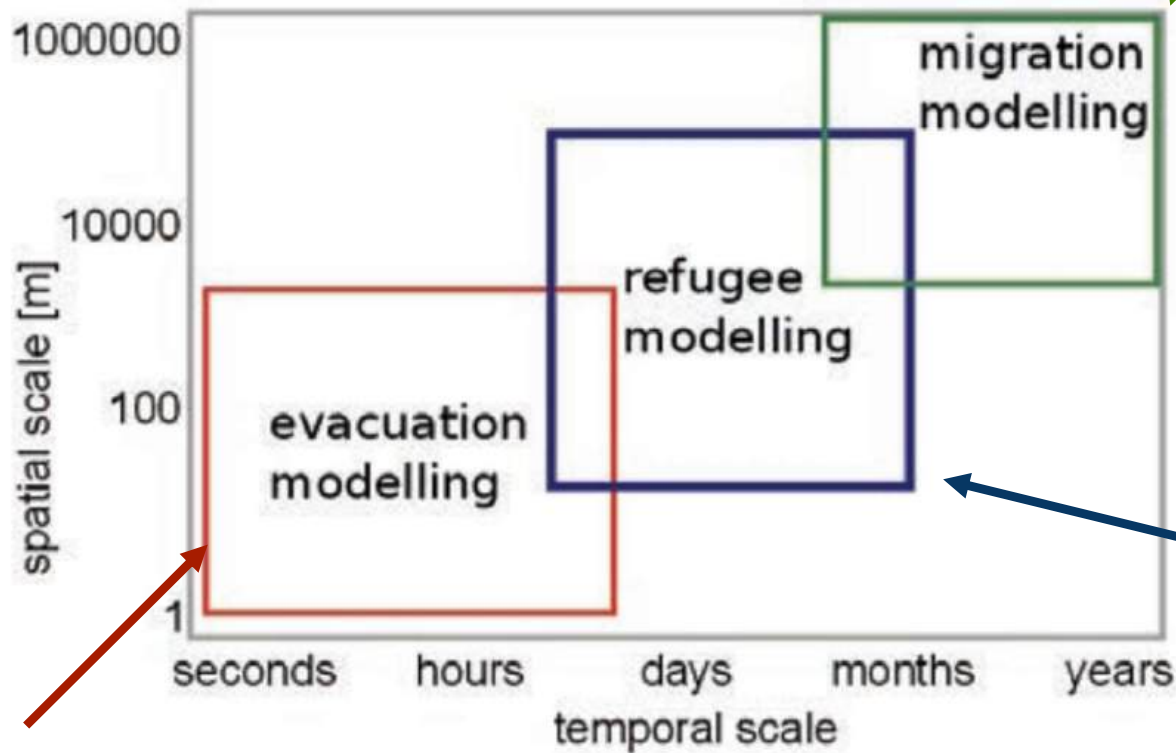 1000000
10000
100
1
spatial scale [m]
migration
modelling
refugee
modelling
evacuation
modelling
seconds hours days months years
temporal scale